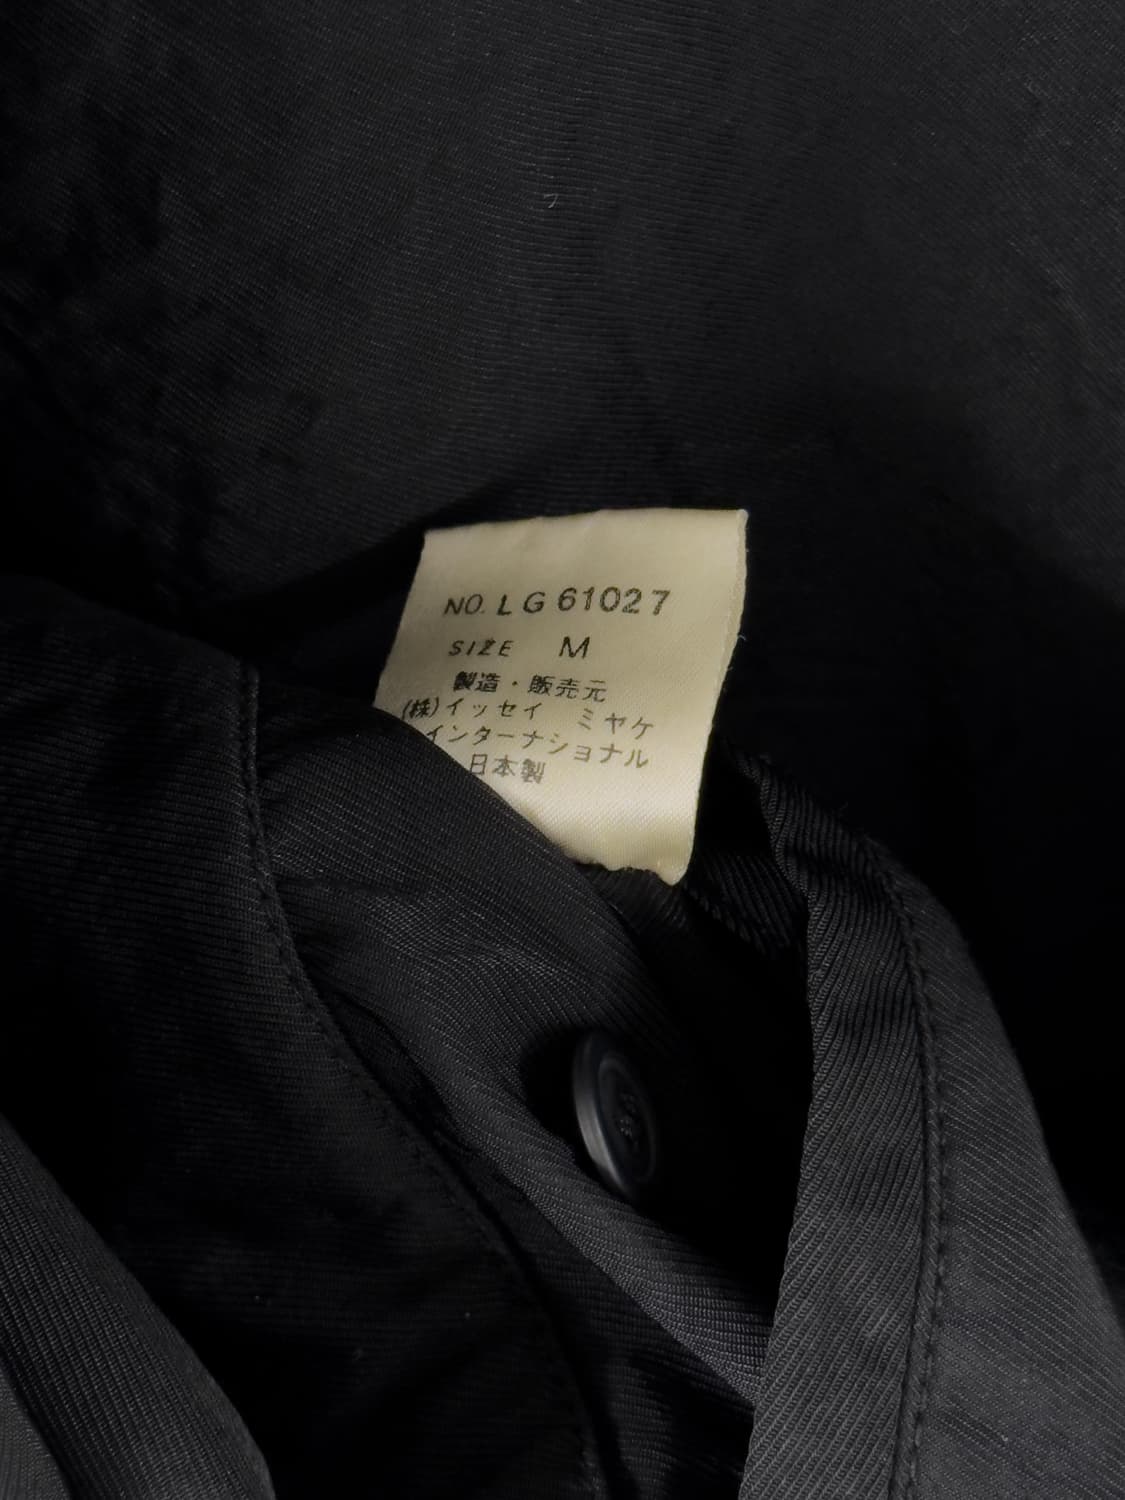 NO. LG 61027
SIZE M
製造・販売元
(株)イッセイ ミヤケ
インターナショナル
日本製